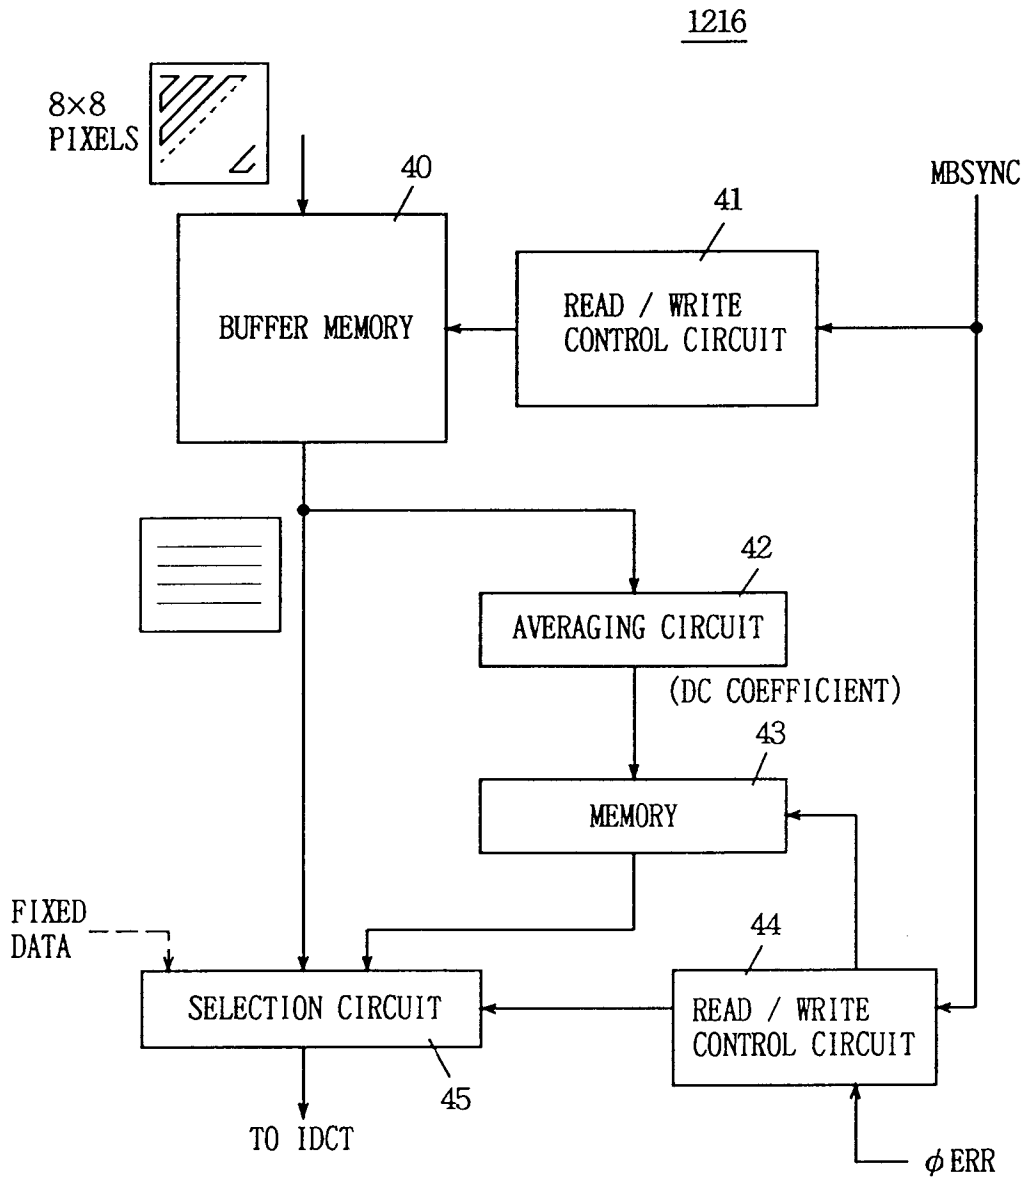 1216
8×8
PIXELS
40
MBSYNC
41
BUFFER MEMORY
READ / WRITE
CONTROL CIRCUIT
42
AVERAGING CIRCUIT
(DC COEFFICIENT)
43
MEMORY
FIXED
DATA
44
SELECTION CIRCUIT
READ / WRITE
CONTROL CIRCUIT
45
TO IDCT
φERR